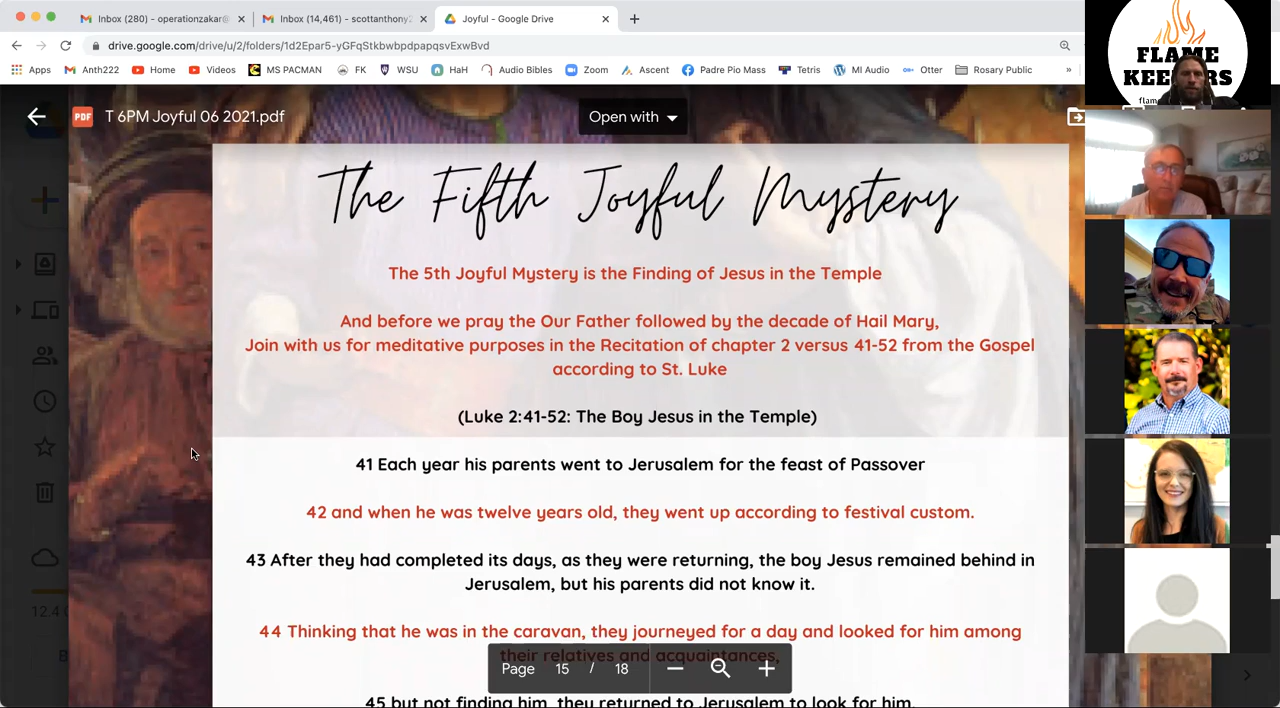 Inbox (280) - operationzakar@
Inbox (14,461) - scottanthony
Joyful - Google Drive
drive.google.com/drive/u/2/folders/1d2Epar5-yGFqStkbwbpdpapqsvExwBvd
Apps
Anth222
Home
Videos
MS PACMAN
FK
WSU
Hari
Audio Bibles
Zoom
Ascent
Padre Pio Mass
Tetris
MI Audio
Otter
Rosary Public
»
FLAME
KEEPERS
flame
PDF
T 6PM Joyful 06 2021.pdf
Open with
The Fifth Joyful Mystery
The 5th Joyful Mystery is the Finding of Jesus in the Temple
And before we pray the Our Father followed by the decade of Hail Mary,
Join with us for meditative purposes in the Recitation of chapter 2 versus 41-52 from the Gospel
according to St. Luke
(Luke 2:41-52: The Boy Jesus in the Temple)
41 Each year his parents went to Jerusalem for the feast of Passover
42 and when he was twelve years old, they went up according to festival custom.
43 After they had completed its days, as they were returning, the boy Jesus remained behind in
Jerusalem, but his parents did not know it.
44 Thinking that he was in the caravan, they journeyed for a day and looked for him among
their relatives and acquaintances,
45 but not finding him, they returned to Jerusalem to look for him.
Page 15 / 18
12.4